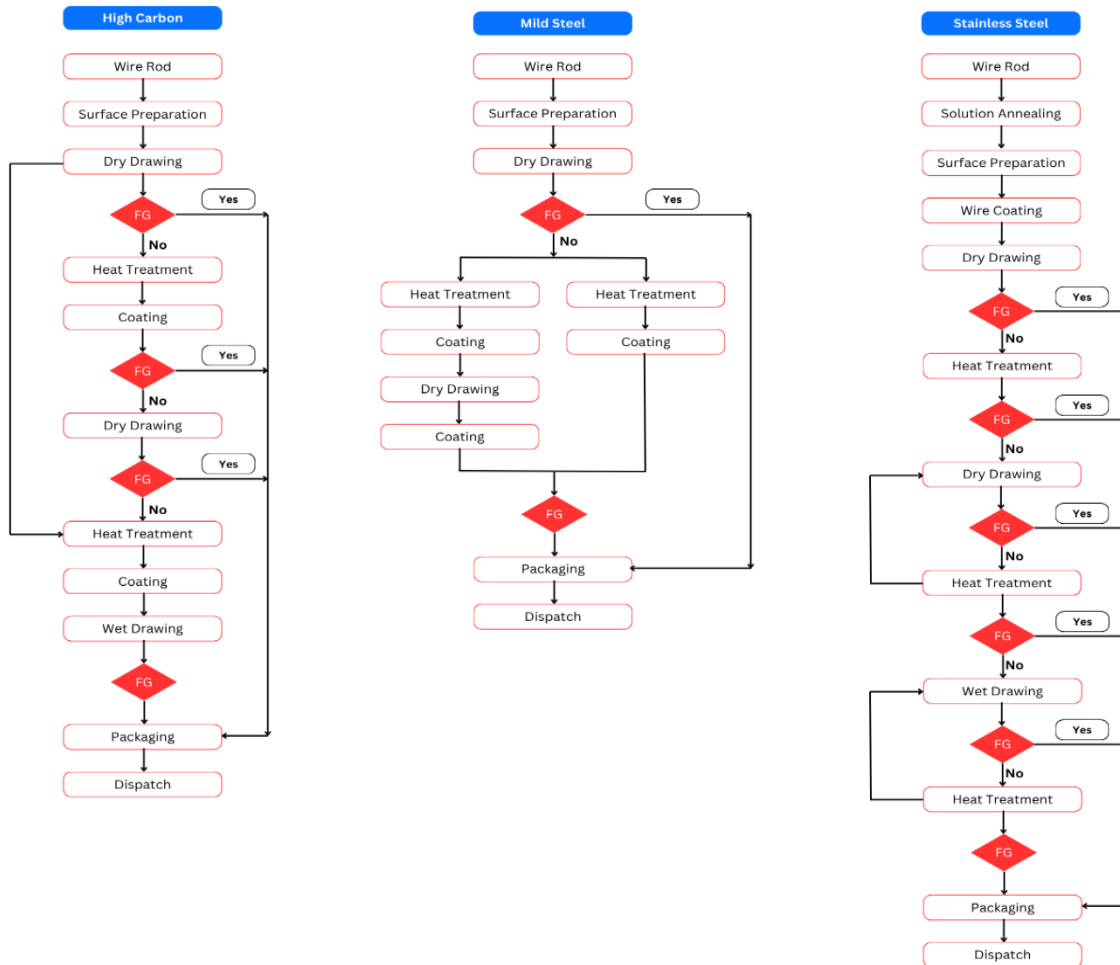 High Carbon
Wire Rod
Surface Preparation
Dry Drawing
FG
Yes
No
Heat Treatment
Coating
FG
Yes
No
Dry Drawing
FG
Yes
No
Heat Treatment
Coating
Wet Drawing
FG
Packaging
Dispatch
Mild Steel
Wire Rod
Surface Preparation
Dry Drawing
FG
Yes
No
Heat Treatment
Coating
Dry Drawing
Coating
Heat Treatment
Coating
FG
Packaging
Dispatch
Stainless Steel
Wire Rod
Solution Annealing
Surface Preparation
Wire Coating
Dry Drawing
FG
Yes
No
Heat Treatment
FG
Yes
No
Dry Drawing
FG
Yes
No
Heat Treatment
FG
Yes
No
Wet Drawing
FG
Yes
No
Heat Treatment
FG
Packaging
Dispatch